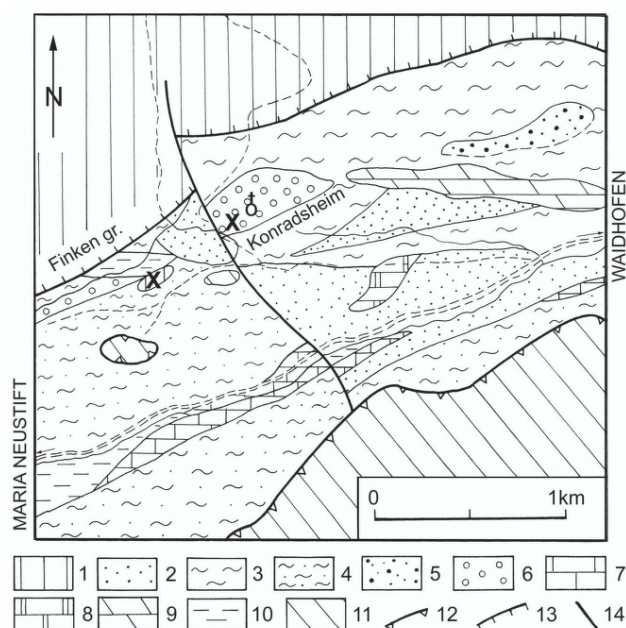 N
Finken gr.
Konradsheim
X
X
WAIDHOFEN
MARIA NEUSTIFT
0 1km
1 2 3 4 5 6 7
8 9 10 11 12 13 14